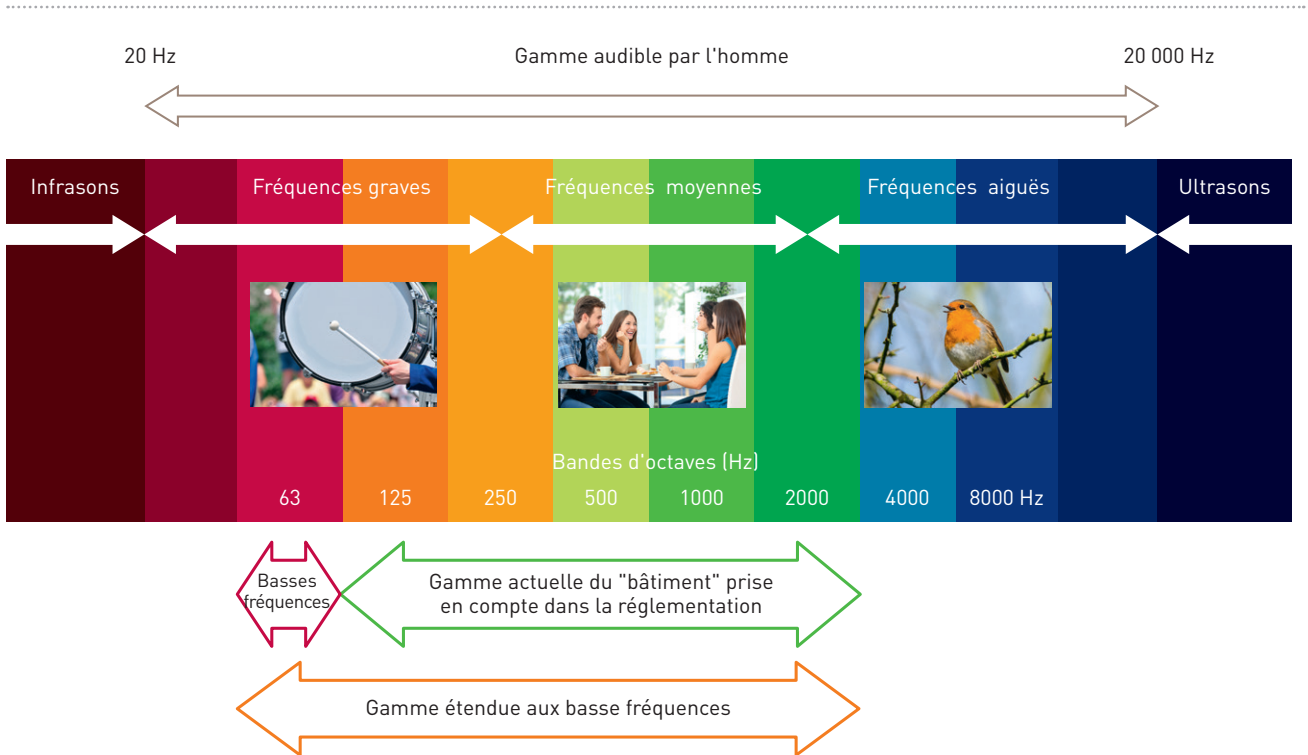 20 Hz
Gamme audible par l'homme
20 000 Hz
Infrasons
Fréquences graves
Fréquences moyennes
Fréquences aiguës
Ultrasons
Bandes d'octaves (Hz)
63
125
250
500
1000
2000
4000
8000 Hz
Basses
fréquences
Gamme actuelle du "bâtiment" prise
en compte dans la réglementation
Gamme étendue aux basse fréquences